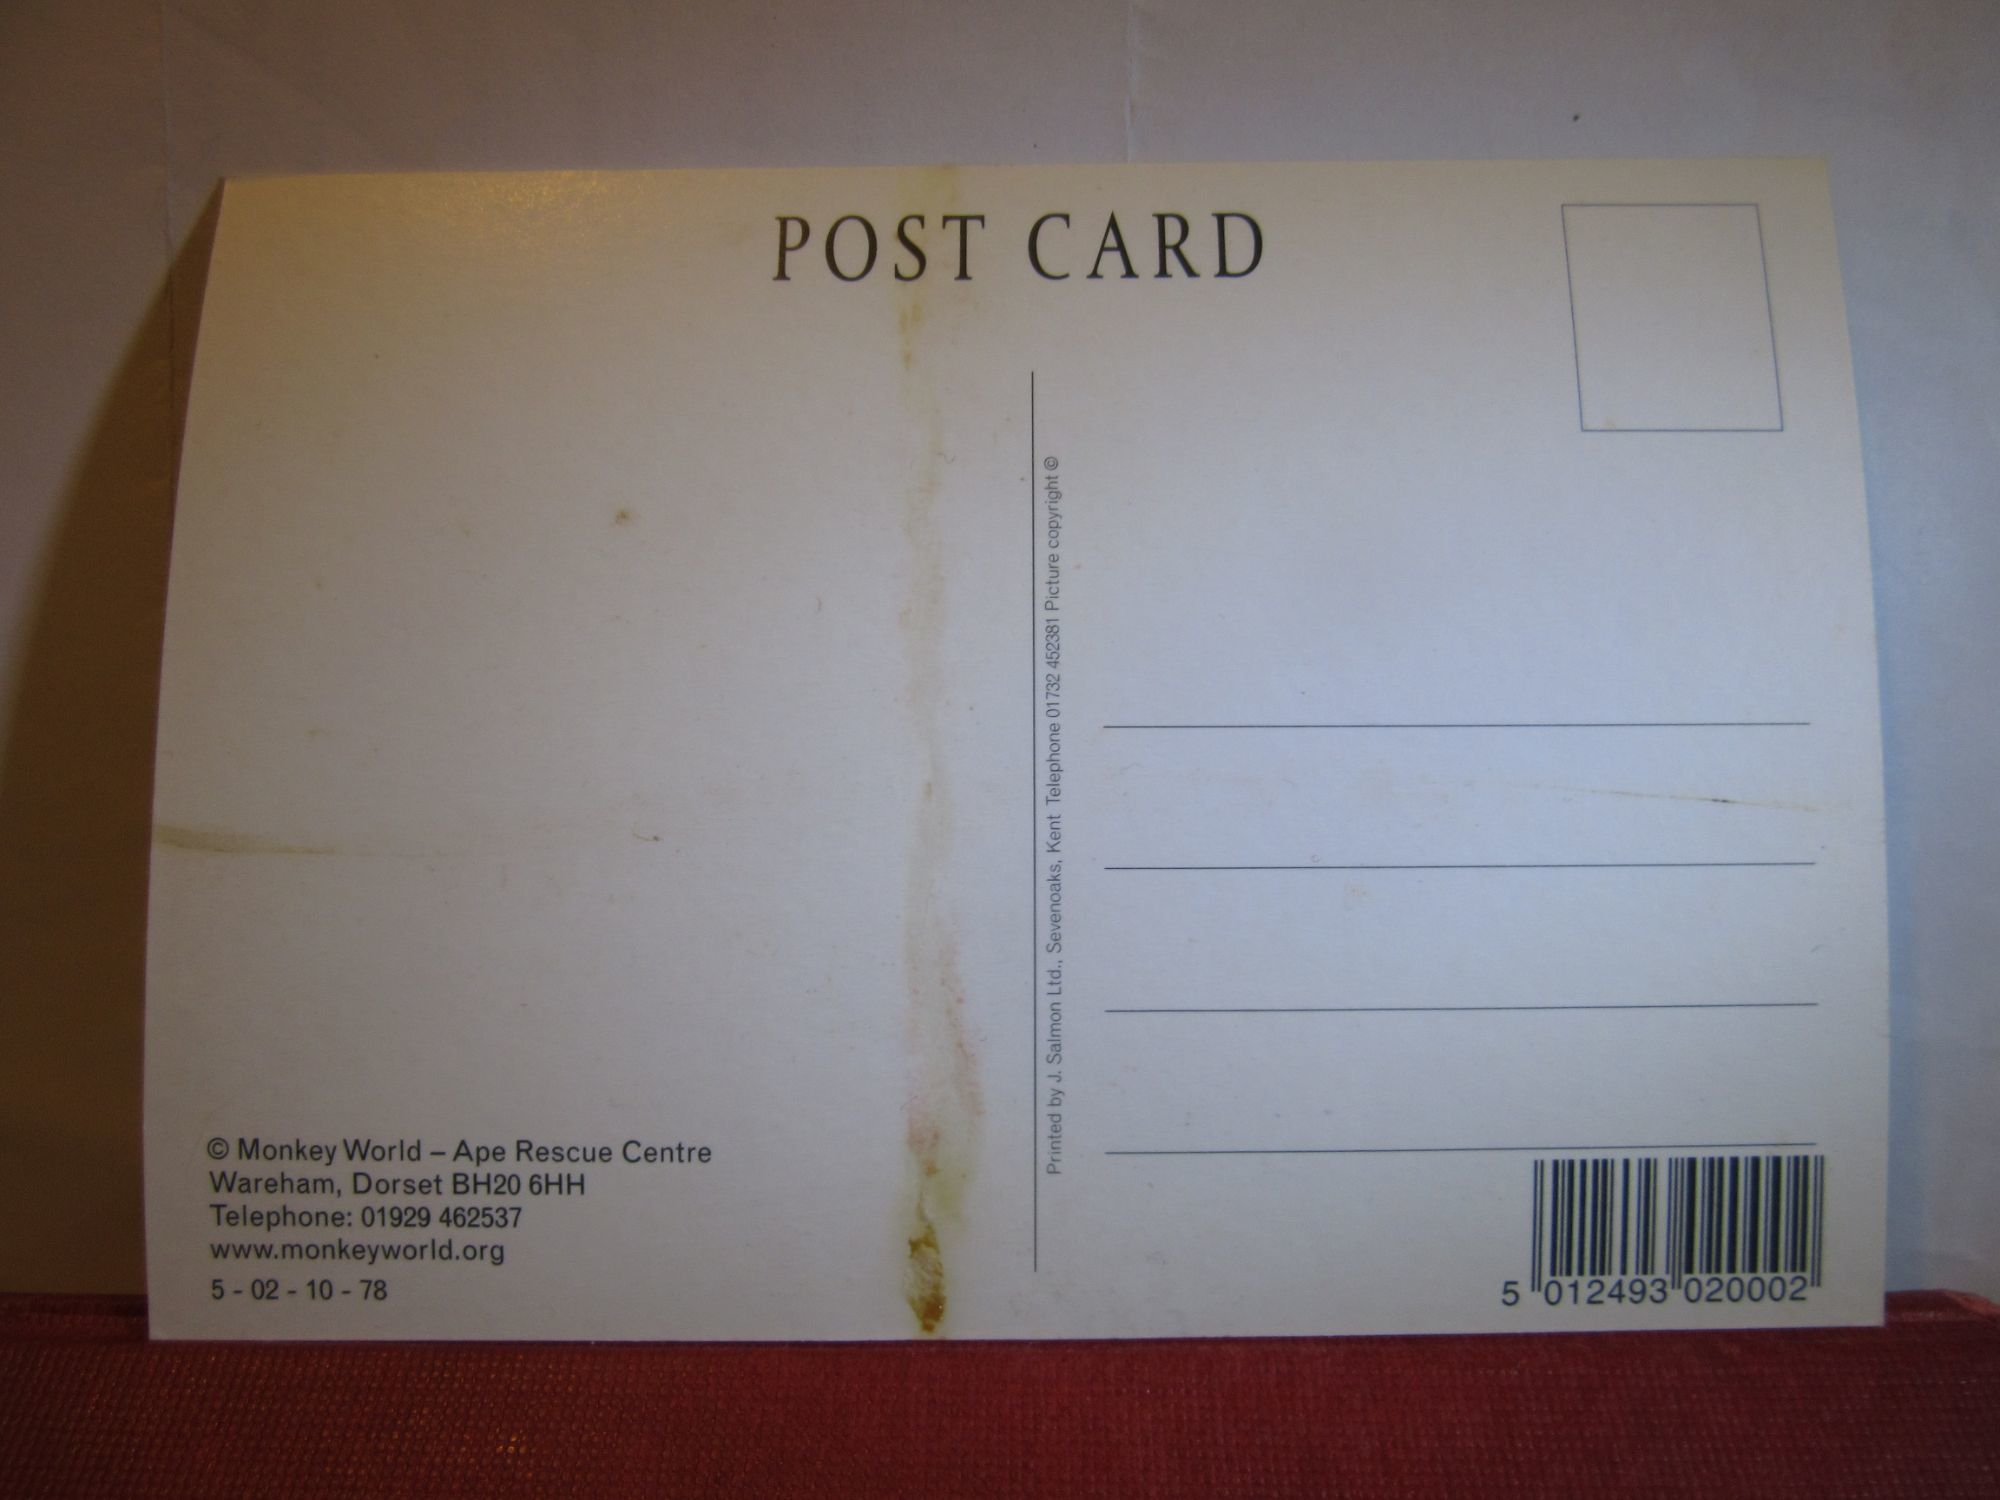 POST CARD
Printed by J. Salmon Ltd., Sevenoaks, Kent Telephone 01732 452381 Picture copyright ©
© Monkey World – Ape Rescue Centre
Wareham, Dorset BH20 6HH
Telephone: 01929 462537
www.monkeyworld.org
5 - 02 - 10 - 78
5 012493 020002